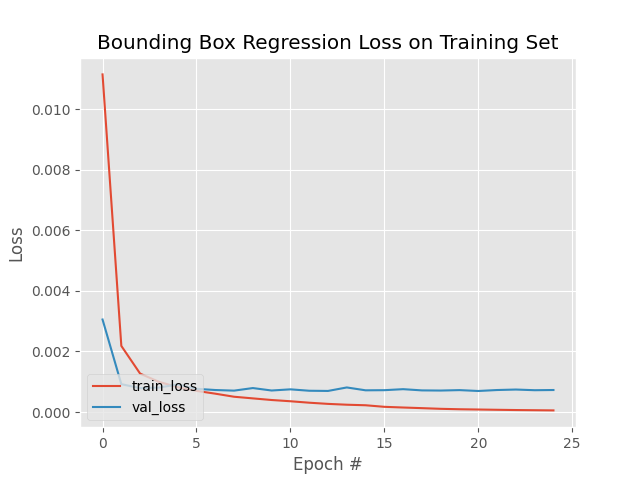 Bounding Box Regression Loss on Training Set
Loss
0.010
0.008
0.006
0.004
0.002
0.000
train_loss
val_loss
0 5 10 15 20 25
Epoch #